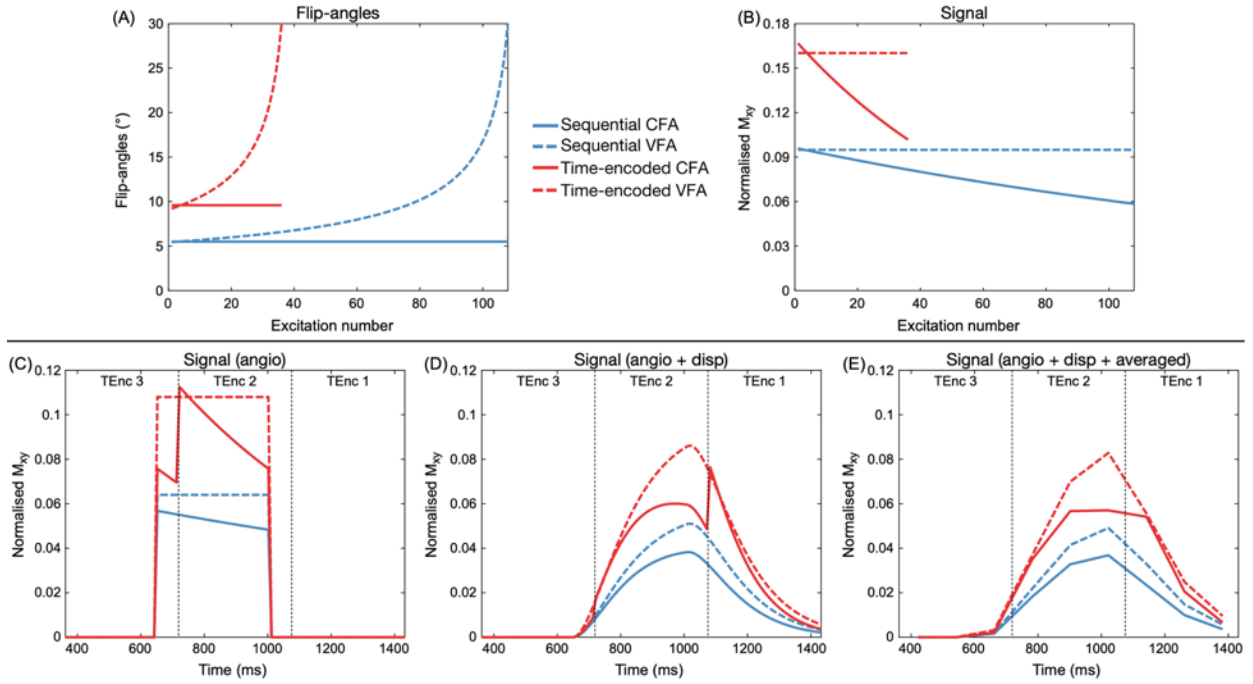 (A) Flip-angles
30
25
20
15
10
5
0
Flip-angles (°)
0 20 40 60 80 100
Excitation number
Sequential CFA
Sequential VFA
Time-encoded CFA
Time-encoded VFA
(B) Signal
0.18
0.15
0.12
0.09
0.06
0.03
0
Normalised Mxy
0 20 40 60 80 100
Excitation number
(C) Signal (angio)
TEnc 3 TEnc 2 TEnc 1
0.12
0.1
0.08
0.06
0.04
0.02
0
Normalised Mxy
400 600 800 1000 1200 1400
Time (ms)
(D) Signal (angio + disp)
TEnc 3 TEnc 2 TEnc 1
0.12
0.1
0.08
0.06
0.04
0.02
0
Normalised Mxy
400 600 800 1000 1200 1400
Time (ms)
(E) Signal (angio + disp + averaged)
TEnc 3 TEnc 2 TEnc 1
0.12
0.1
0.08
0.06
0.04
0.02
0
Normalised Mxy
400 600 800 1000 1200 1400
Time (ms)